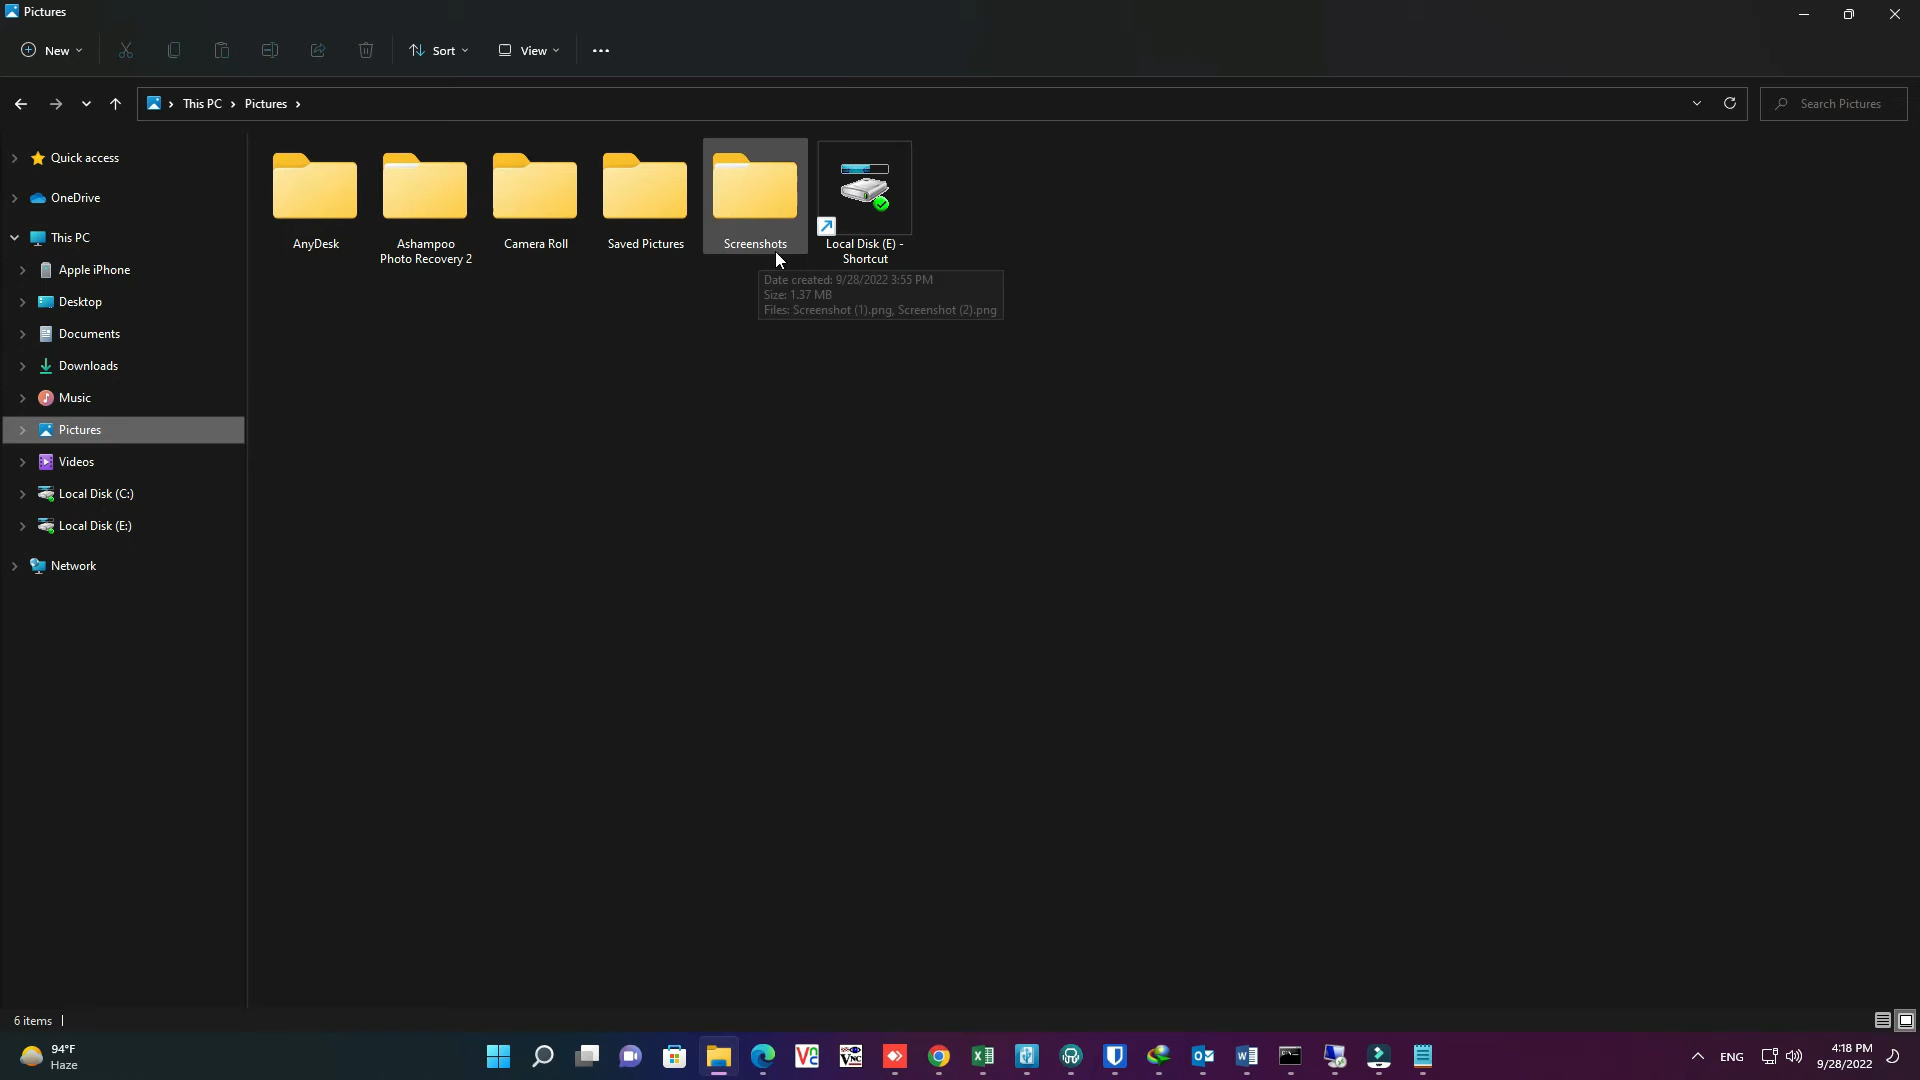 Pictures
New
Sort
View
This PC
Pictures
Search Pictures
Quick access
OneDrive
This PC
Apple iPhone
Desktop
Documents
Downloads
Music
Pictures
Videos
Local Disk (C:)
Local Disk (E:)
Network
AnyDesk
Ashampoo
Photo Recovery 2
Camera Roll
Saved Pictures
Screenshots
Local Disk (E) -
Shortcut
Date created: 9/28/2022 3:55 PM
Size: 1.37 MB
Files: Screenshot (1).png, Screenshot (2).png
6 items
94°F
Haze
ENG
4:18 PM
9/28/2022